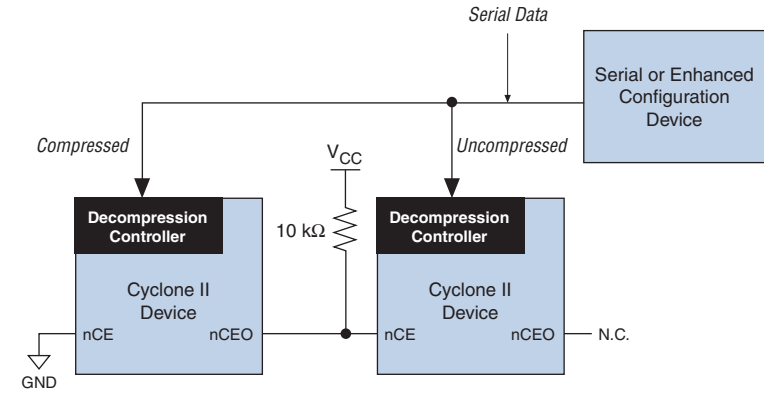 Serial Data
Serial or Enhanced
Configuration
Device
Compressed
Uncompressed
VCC
10 kΩ
Decompression
Controller
Cyclone II
Device
nCE
nCEO
GND
Decompression
Controller
Cyclone II
Device
nCE
nCEO
N.C.